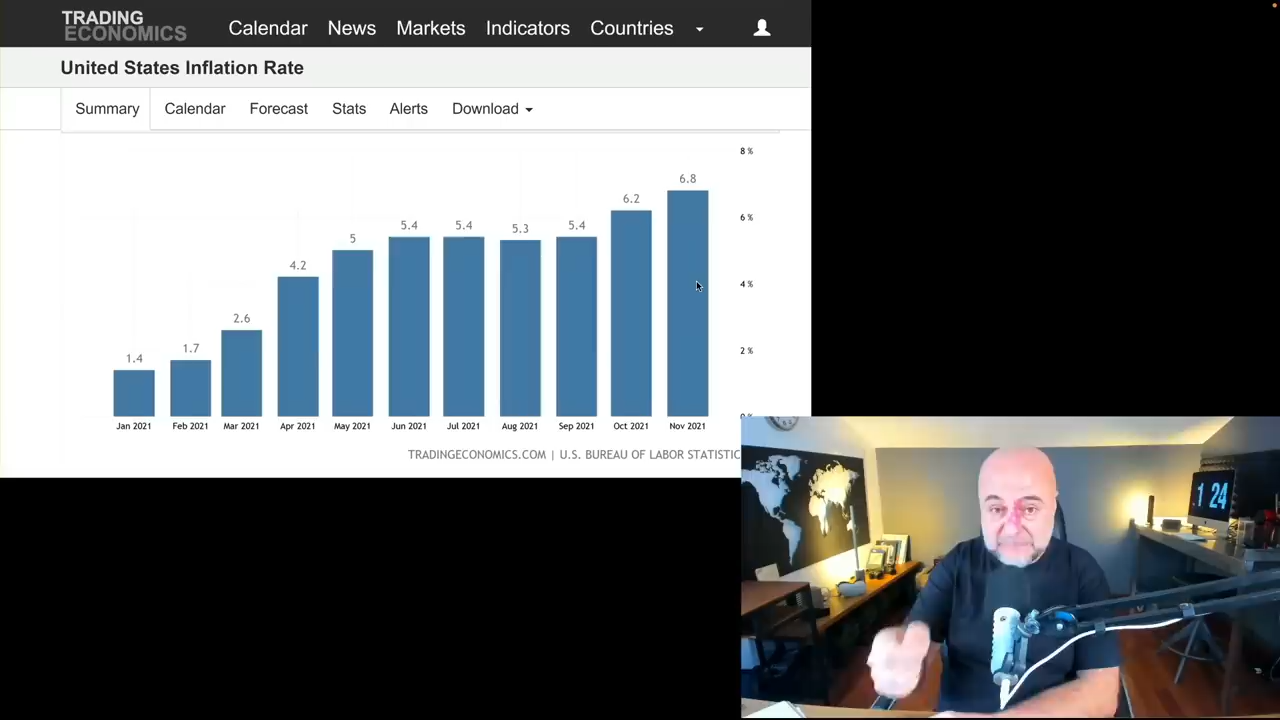 TRADING
ECONOMICS
Calendar News Markets Indicators Countries
United States Inflation Rate
Summary Calendar Forecast Stats Alerts Download
8 %
6.8
6.2
6 %
5.4 5.4 5.3 5.4
5
4.2
4 %
2.6
2 %
1.7
1.4
0 %
Jan 2021 Feb 2021 Mar 2021 Apr 2021 May 2021 Jun 2021 Jul 2021 Aug 2021 Sep 2021 Oct 2021 Nov 2021
TRADINGECONOMICS.COM | U.S. BUREAU OF LABOR STATISTIC
1 24